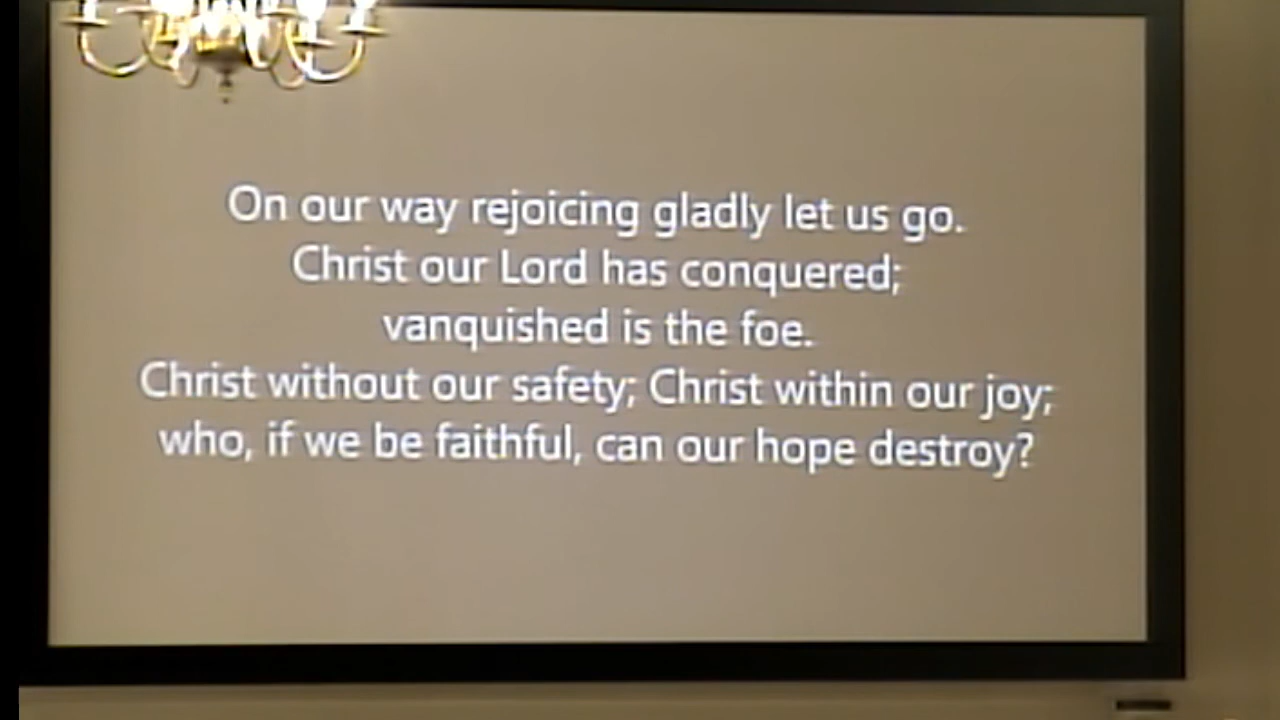 On our way rejoicing gladly let us go.
Christ our Lord has conquered;
vanquished is the foe.
Christ without our safety; Christ within our joy;
who, if we be faithful, can our hope destroy?